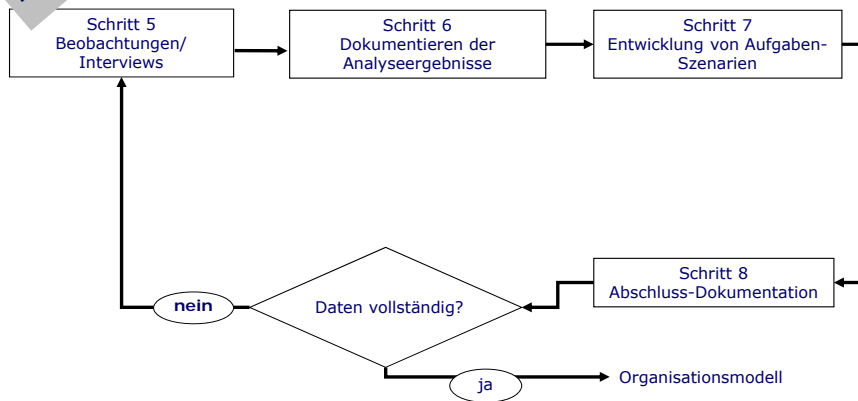 Schritt 5
Beobachtungen/
Interviews
Schritt 6
Dokumentieren der
Analyseergebnisse
Schritt 7
Entwicklung von Aufgaben-
Szenarien
Schritt 8
Abschluss-Dokumentation
Daten vollständig?
nein
ja
Organisationsmodell